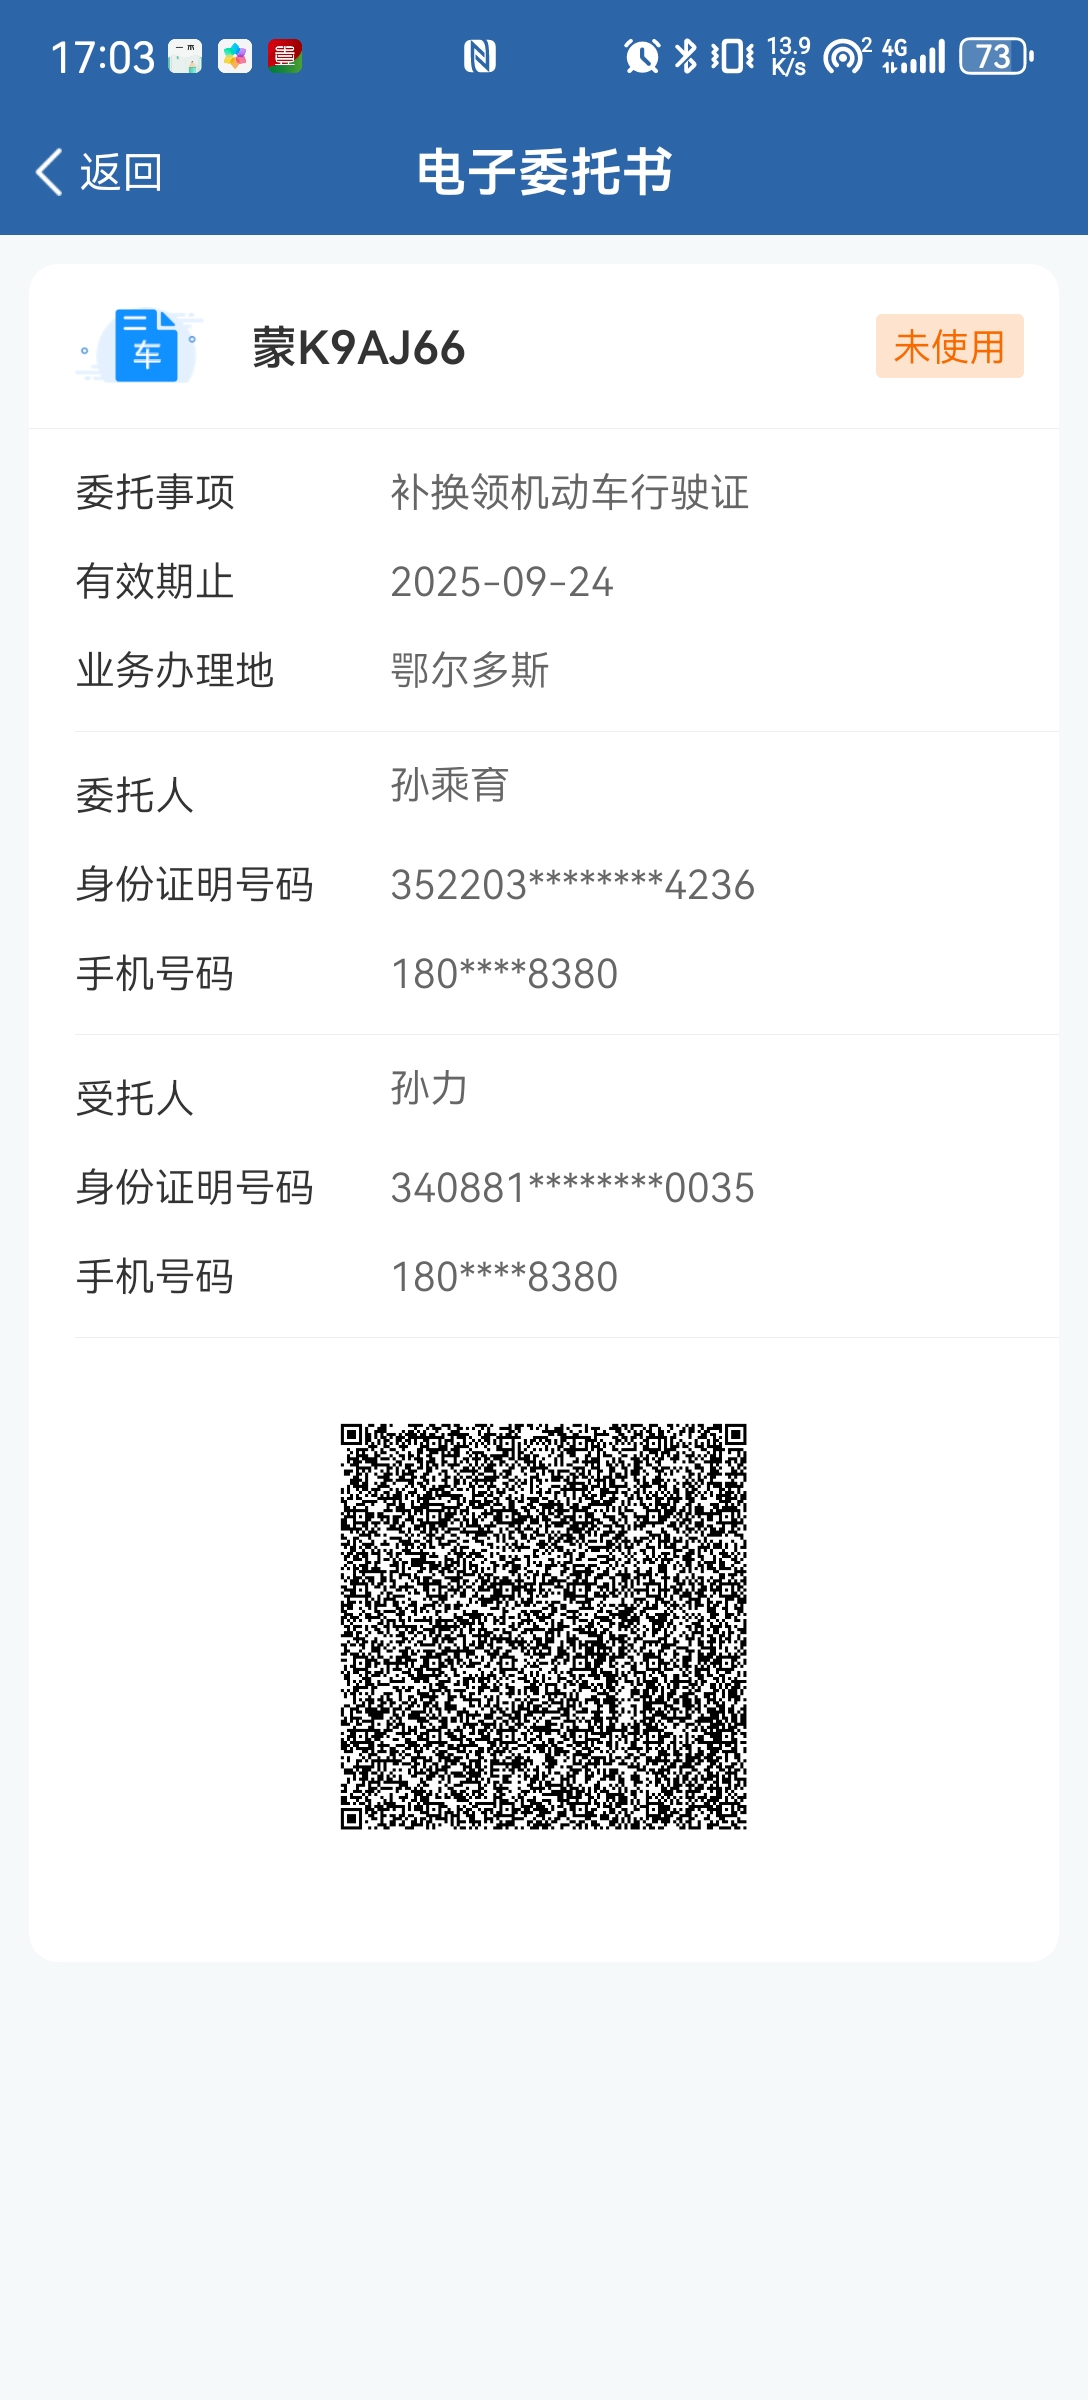 17:03
13.9 K/s
2
4G
73
返回
电子委托书
车
蒙K9AJ66
未使用
委托事项 补换领机动车行驶证
有效期止 2025-09-24
业务办理地 鄂尔多斯
委托人 孙乘育
身份证明号码 352203********4236
手机号码 180****8380
受托人 孙力
身份证明号码 340881********0035
手机号码 180****8380